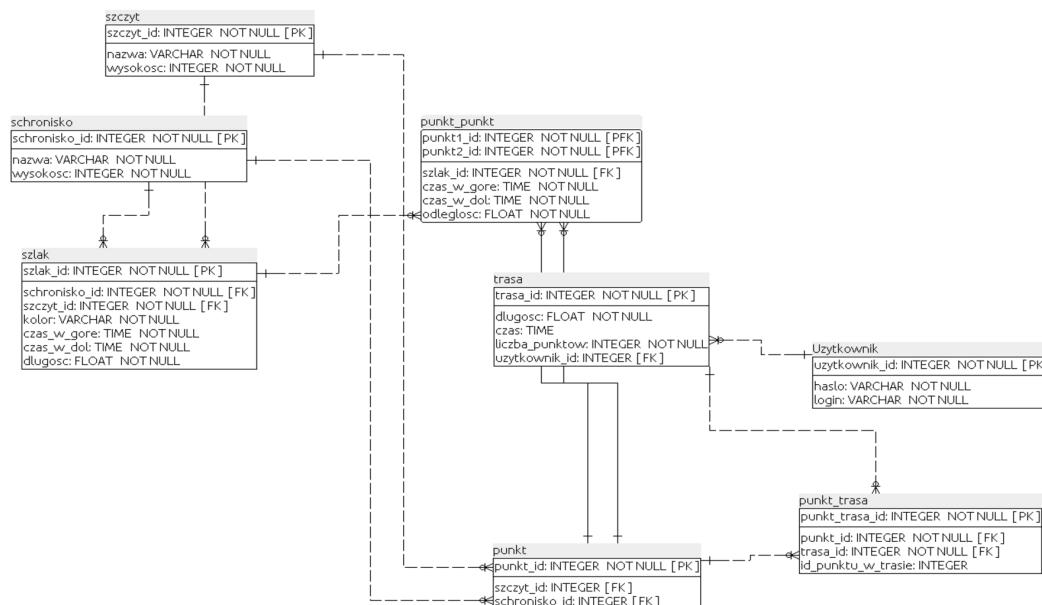 szczyt
szczyt_id: INTEGER NOT NULL [PK]
nazwa: VARCHAR NOT NULL
wysokosc: INTEGER NOT NULL
schronisko
schronisko_id: INTEGER NOT NULL [PK]
nazwa: VARCHAR NOT NULL
wysokosc: INTEGER NOT NULL
punkt_punkt
punkt1_id: INTEGER NOT NULL [PFK]
punkt2_id: INTEGER NOT NULL [PFK]
szlak_id: INTEGER NOT NULL [FK]
czas_w_gore: TIME NOT NULL
czas_w_dol: TIME NOT NULL
odleglosc: FLOAT NOT NULL
szlak
szlak_id: INTEGER NOT NULL [PK]
schronisko_id: INTEGER NOT NULL [FK]
szczyt_id: INTEGER NOT NULL [FK]
kolor: VARCHAR NOT NULL
czas_w_gore: TIME NOT NULL
czas_w_dol: TIME NOT NULL
dlugosc: FLOAT NOT NULL
trasa
trasa_id: INTEGER NOT NULL [PK]
dlugosc: FLOAT NOT NULL
czas: TIME
liczba_punktow: INTEGER NOT NULL
uzytkownik_id: INTEGER [FK]
Uzytkownik
uzytkownik_id: INTEGER NOT NULL [PK
haslo: VARCHAR NOT NULL
login: VARCHAR NOT NULL
punkt_trasa
punkt_trasa_id: INTEGER NOT NULL [PK]
punkt_id: INTEGER NOT NULL [FK]
trasa_id: INTEGER NOT NULL [FK]
id_punktu_w_trasie: INTEGER
punkt
punkt_id: INTEGER NOT NULL [PK]
szczyt_id: INTEGER [FK]
schronisko_id: INTEGER [FK]